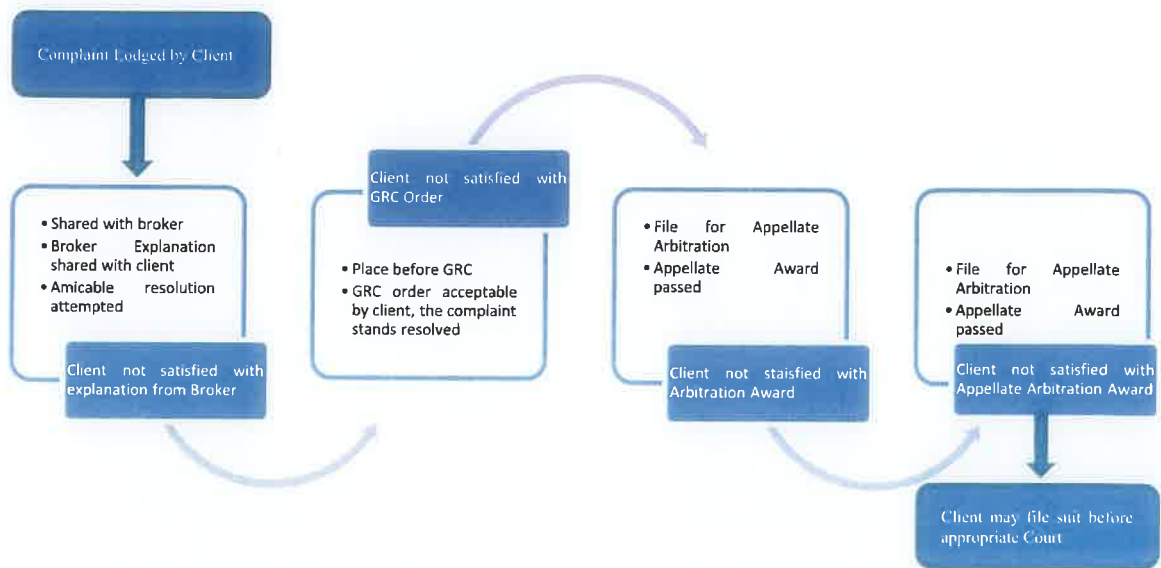 Complaint Lodged by Client
• Shared with broker
• Broker Explanation
shared with client
• Amicable resolution
attempted
Client not satisfied with
explanation from Broker
Client not satisfied with
GRC Order
• Place before GRC
• GRC order acceptable
by client, the complaint
stands resolved
• File for Appellate
Arbitration
• Appellate Award
passed
Client not staisfied with
Arbitration Award
• File for Appellate
Arbitration
• Appellate Award
passed
Client not satisfied with
Appellate Arbitration Award
Client may file suit before
appropriate Court